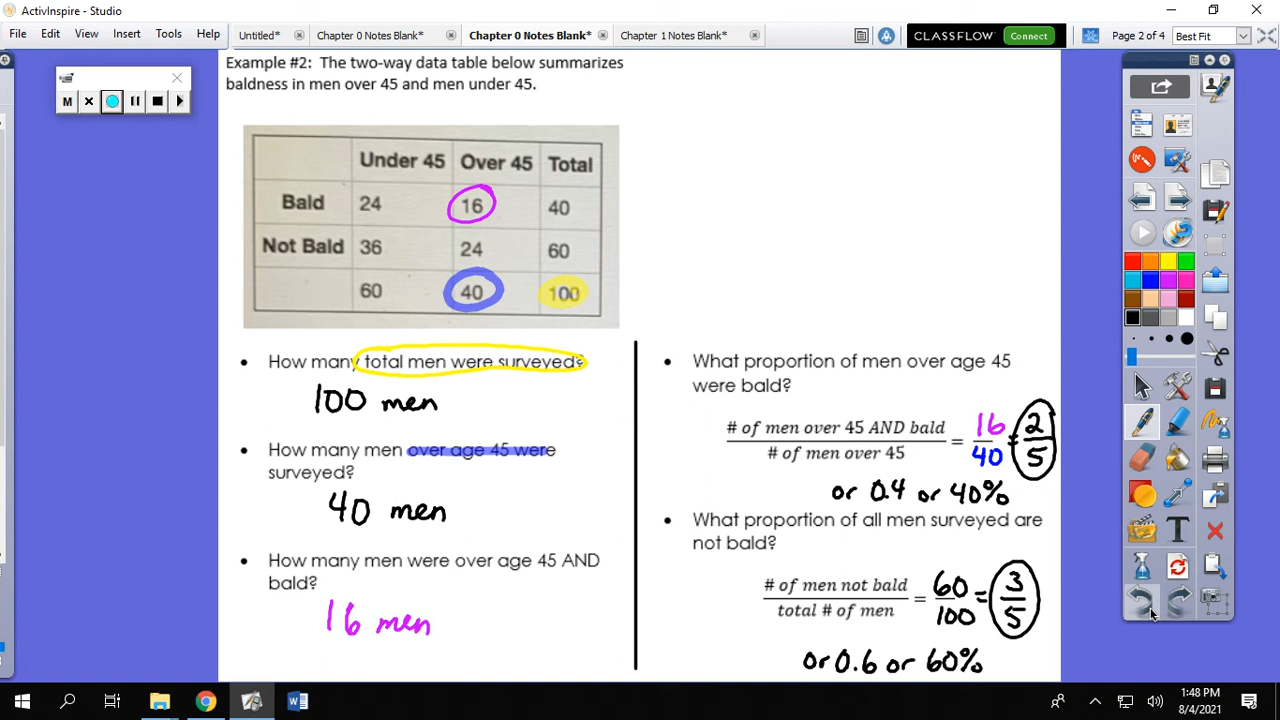 ActivInspire - Studio
File Edit View Insert Tools Help
Untitled* Chapter 0 Notes Blank* Chapter 0 Notes Blank* Chapter 1 Notes Blank*
CLASSFLOW Connect
Page 2 of 4 Best Fit
M
Example #2: The two-way data table below summarizes
baldness in men over 45 and men under 45.
Under 45 Over 45 Total
Bald 24 16 40
Not Bald 36 24 60
60 40 100
How many total men were surveyed?
100 men
How many men over age 45 were
surveyed?
40 men
How many men were over age 45 AND
bald?
16 men
What proportion of men over age 45
were bald?
# of men over 45 AND bald
# of men over 45
= 16/40 = 2/5
or 0.4 or 40%
What proportion of all men surveyed are
not bald?
# of men not bald
total # of men
= 60/100 = 3/5
or 0.6 or 60%
1:48 PM
8/4/2021